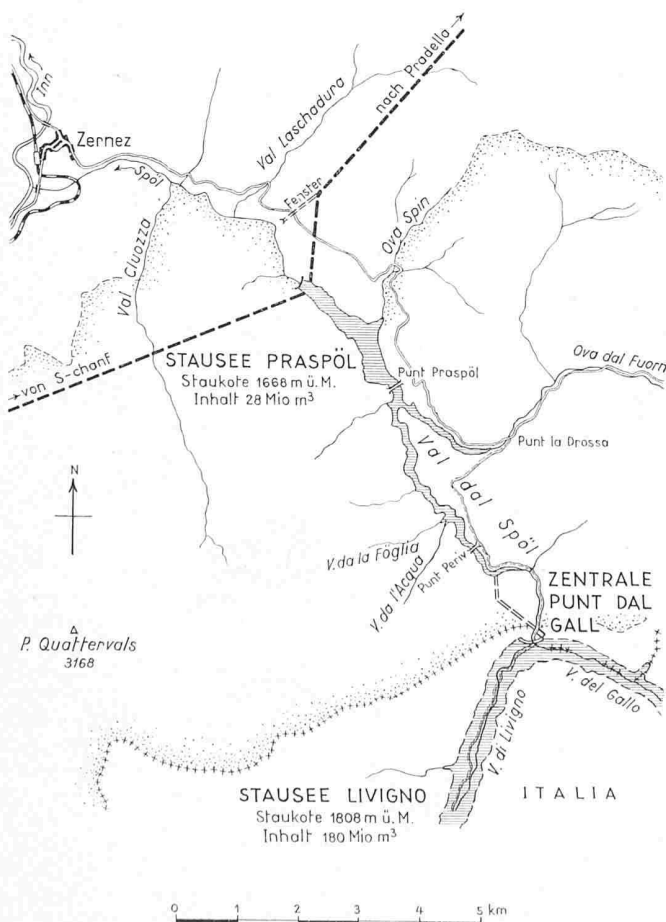 nach Pradella
Inn
Zernez
Val Laschadura
Spöl
Fenster
Ova Spin
Val Cluozza
von S-chanf
STAUSEE PRASPÖL
Staukote 1668 m ü. M.
Inhalt 28 Mio m³
Punt Praspöl
Ova dal Fuorn
Punt la Drossa
Val dal Spöl
N
V. da la Föglia
V. da l'Acqua
Punt Periv
ZENTRALE
PUNT DAL
GALL
P. Quattervals
3168
V. del Gallo
V. di Livigno
STAUSEE LIVIGNO
Staukote 1808 m ü. M.
Inhalt 180 Mio m³
ITALIA
0 1 2 3 4 5 km